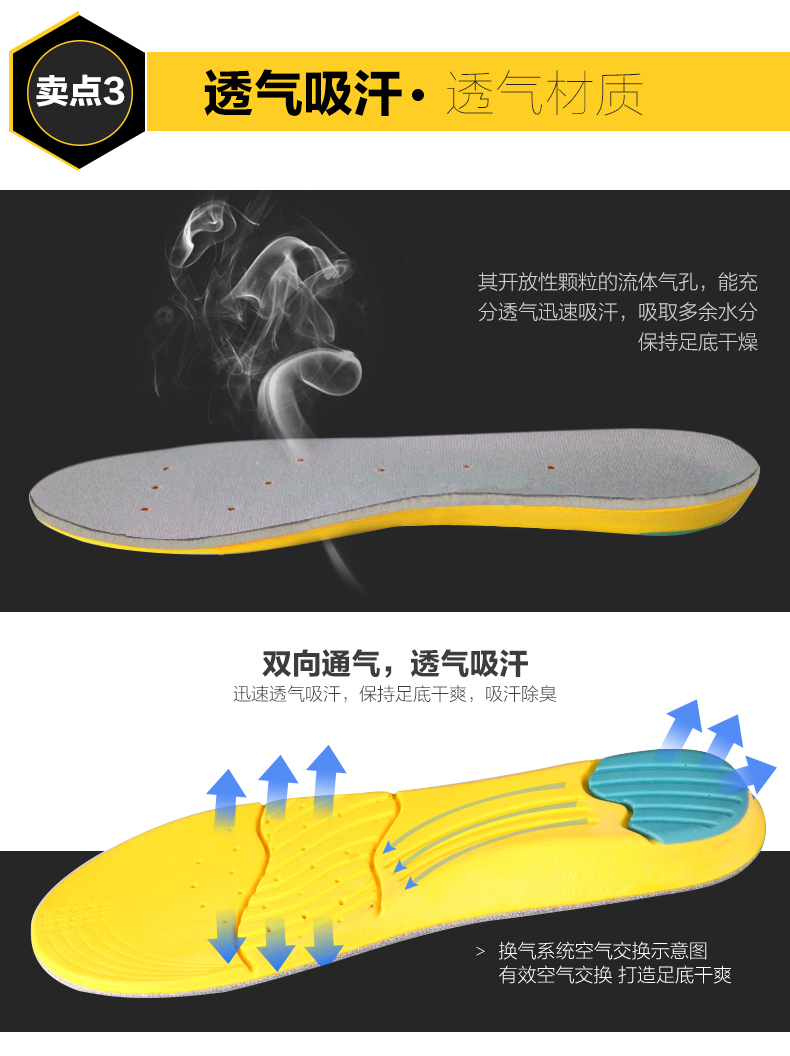 卖点3
透气吸汗·透气材质
其开放性颗粒的流体气孔，能充
分透气迅速吸汗，吸取多余水分
保持足底干燥
双向通气，透气吸汗
迅速透气吸汗，保持足底干爽，吸汗除臭
> 换气系统空气交换示意图
有效空气交换 打造足底干爽